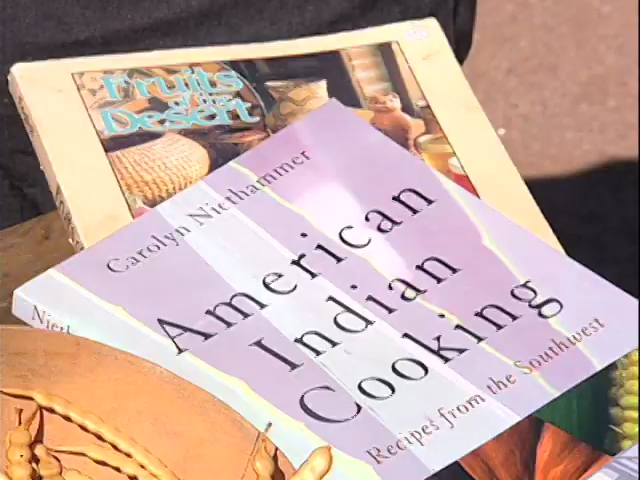 Fruits
of the
Desert
Carolyn Niethammer
American
Indian
Cooking
Recipes from the Southwest